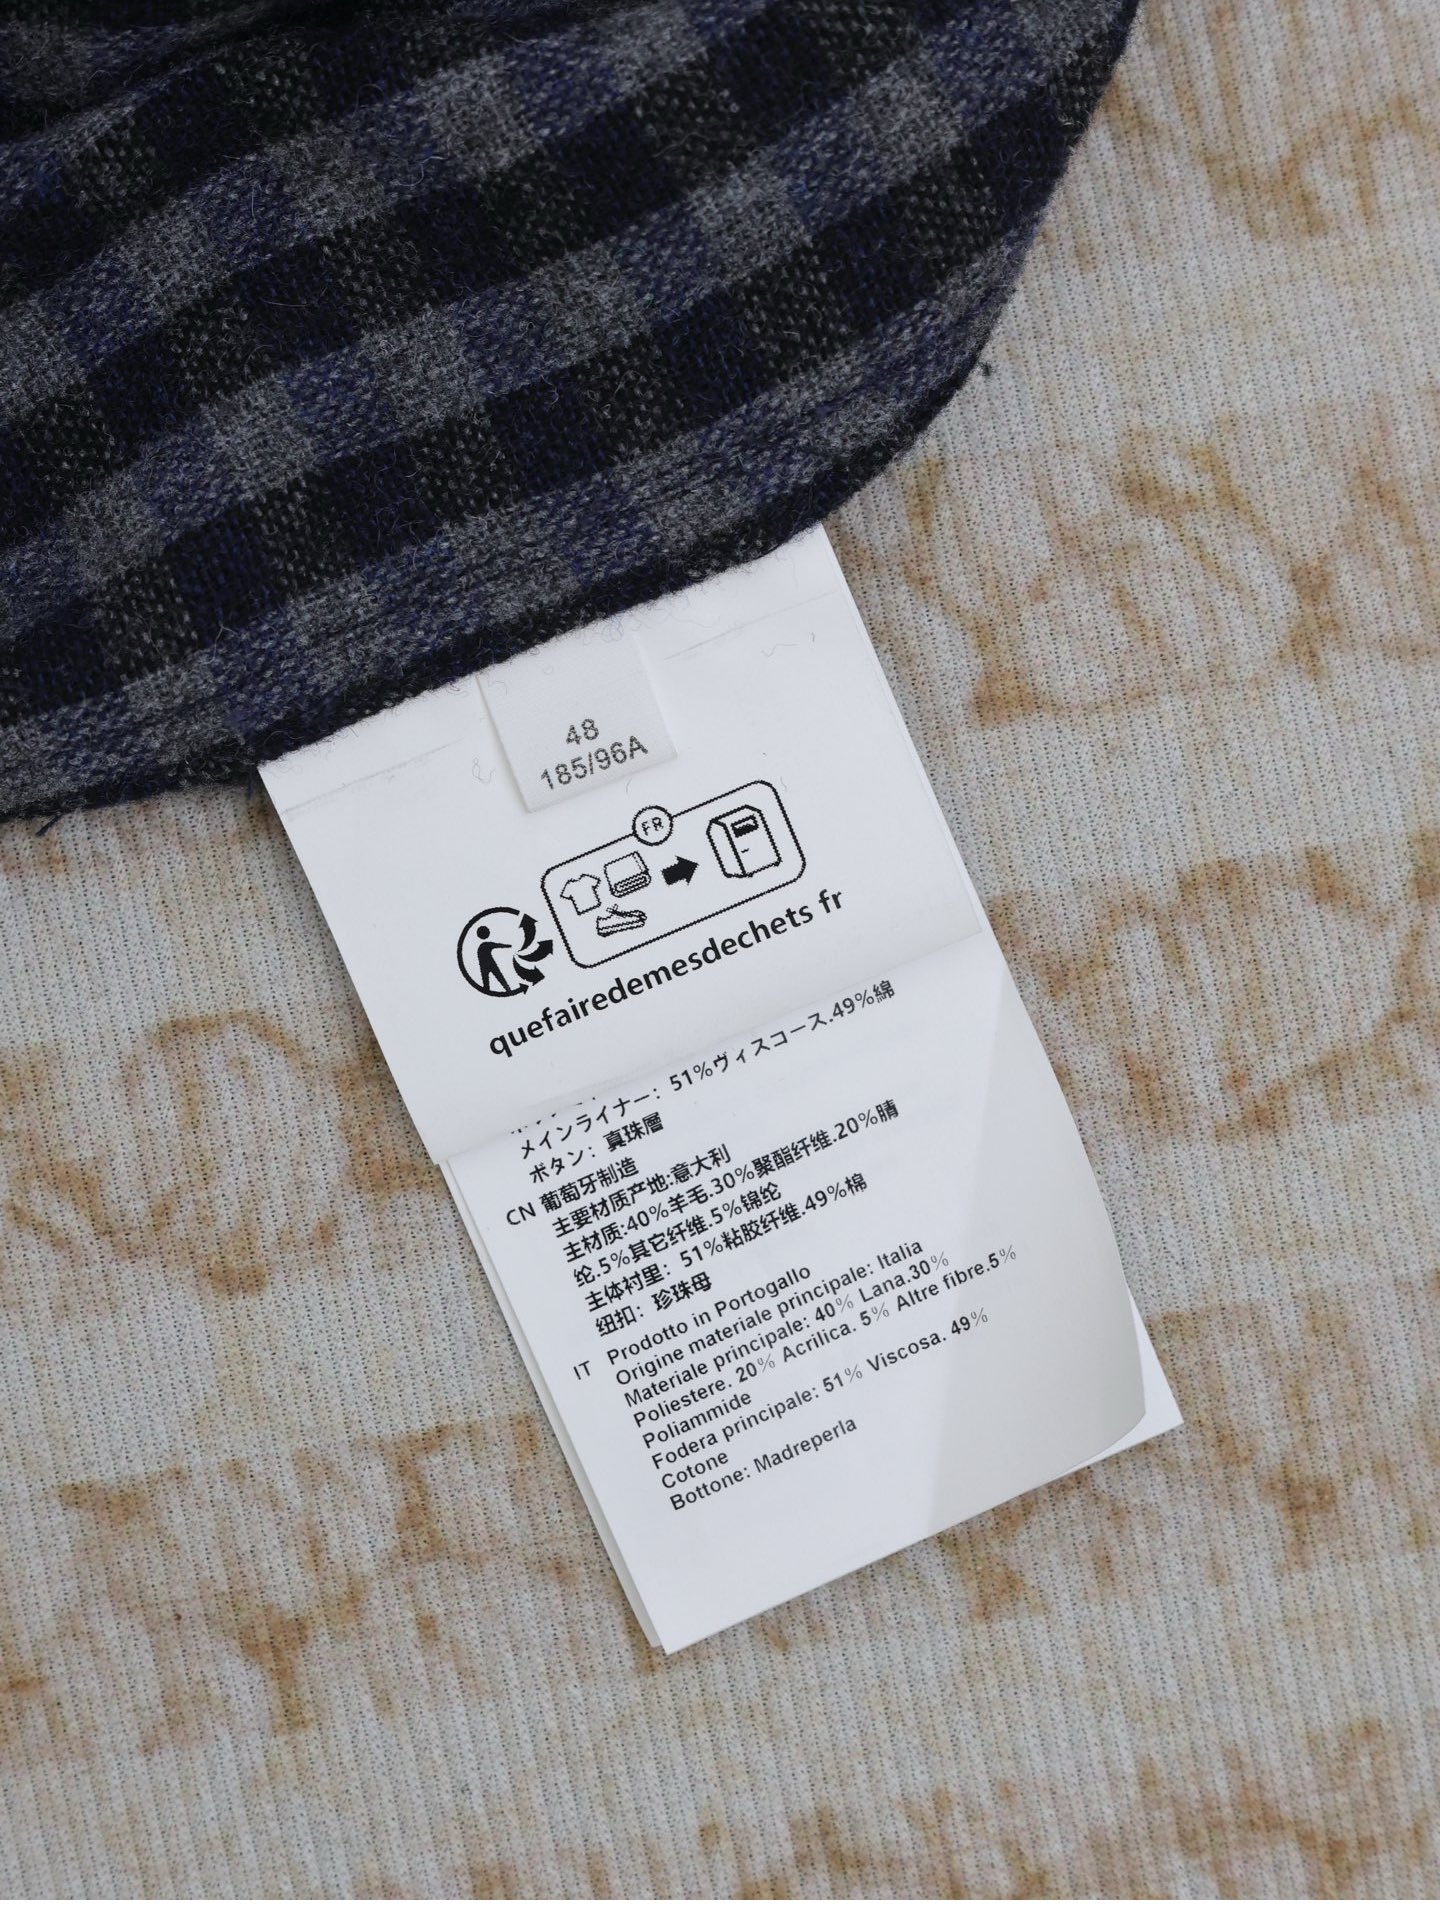 48
185/96A
FR
quefairedemesdechets fr
メインライナー: 51%ヴィスコース.49%綿
ボタン: 真珠層
CN 葡萄牙制造
主要材质产地:意大利
主材质:40%羊毛.30%聚酯纤维.20%腈
纶.5%其它纤维.5%锦纶
主体衬里: 51%粘胶纤维.49%棉
纽扣: 珍珠母
IT Prodotto in Portogallo
Origine materiale principale: Italia
Materiale principale: 40% Lana.30%
Poliestere. 20% Acrilica. 5% Altre fibre.5%
Poliammide
Fodera principale: 51% Viscosa. 49%
Cotone
Bottone: Madreperla